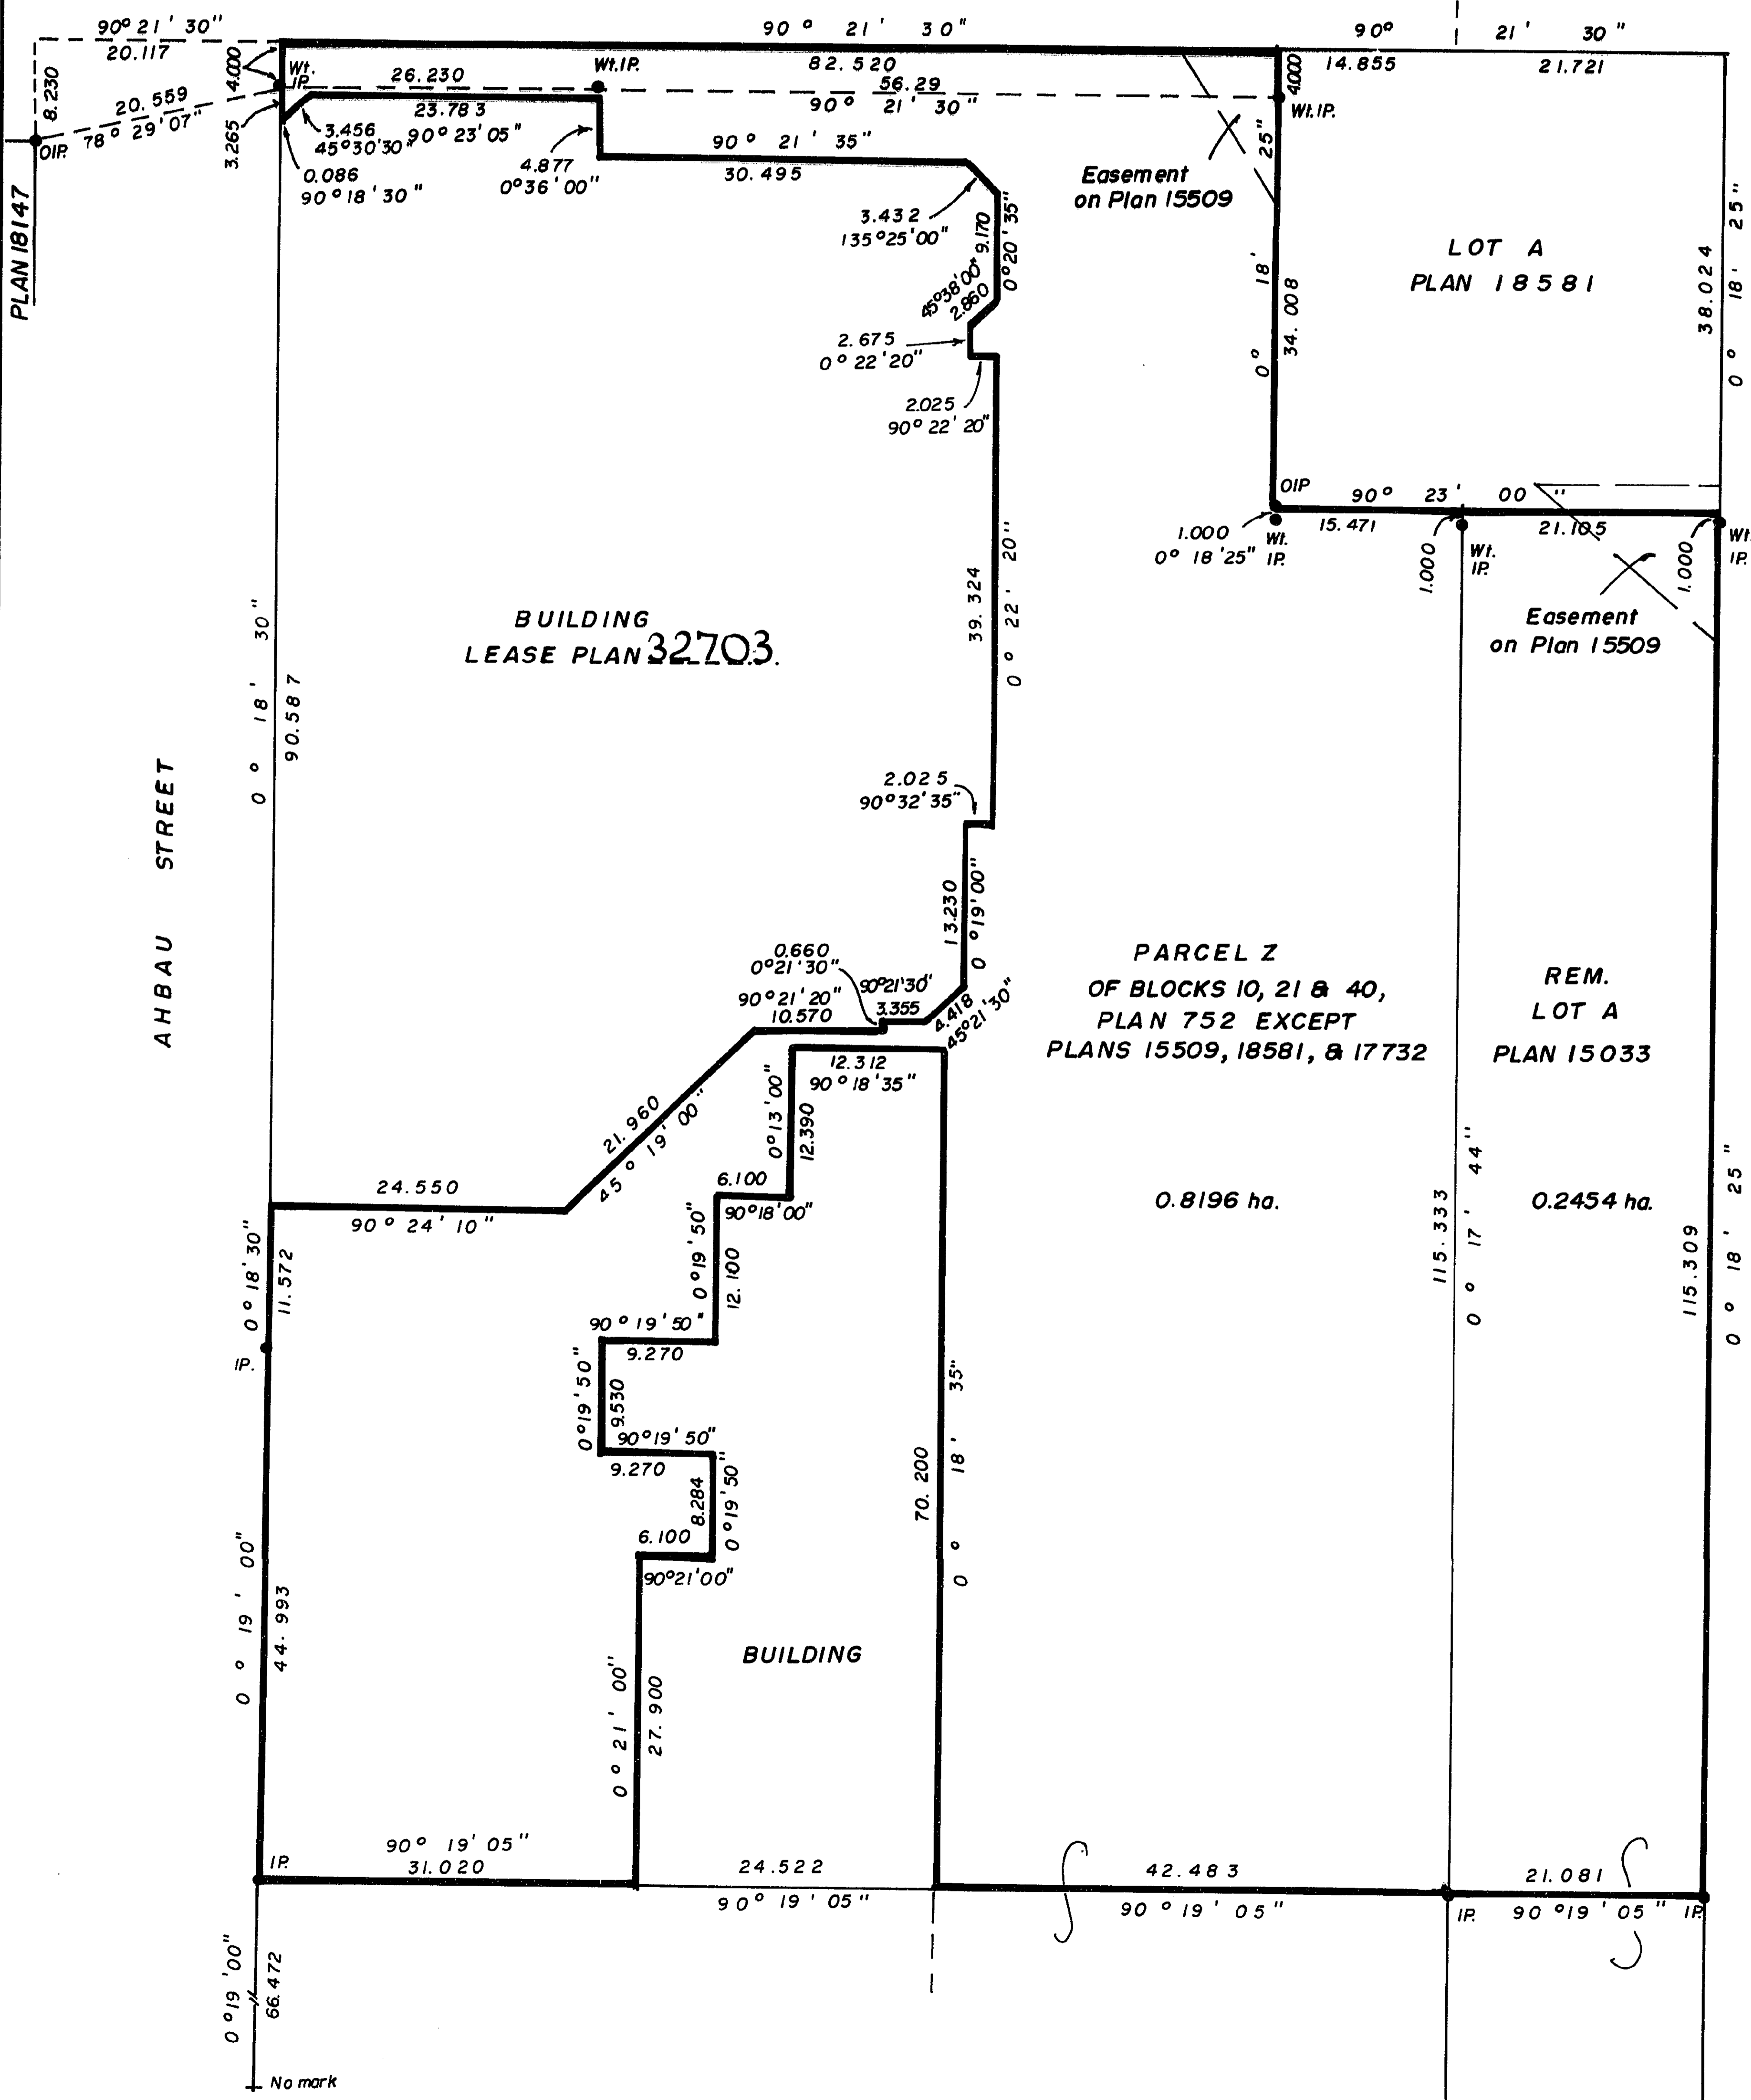 90° 21' 30"
20.117
8.230
20.559
78° 29' 07"
OIP.
PLAN 18147
4.000
3.265
Wt.
IP.
26.230
Wt.IP.
90° 21' 30"
82.520
56.29
90° 21' 30"
23.783
90° 23' 05"
3.456
45°30'30"
0.086
90°18'30"
4.877
0°36'00"
90° 21' 35"
30.495
3.432
135°25'00"
9.170
0°20'35"
45°38'00"
2.860
2.675
0°22'20"
2.025
90°22'20"
Easement
on Plan 15509
90° 21' 30"
14.855
21.721
4.000
Wt.IP.
0° 18' 25"
34.008
LOT A
PLAN 18581
38.024
0° 18' 25"
OIP
90° 23' 00"
15.471
21.105
1.000
0° 18'25"
Wt.
IP.
1.000
Wt.
IP.
1.000
Wt.
IP.
Easement
on Plan 15509
BUILDING
LEASE PLAN 32703.
39.324
0° 22' 20"
0° 18' 30"
90.587
AHBAU STREET
2.025
90°32'35"
13.230
0°19'00"
0.660
0°21'30"
90°21'30"
3.355
4.418
45°21'30"
90°21'20"
10.570
21.960
45° 19' 00"
12.312
90°18'35"
0°13'00"
12.390
PARCEL Z
OF BLOCKS 10, 21 & 40,
PLAN 752 EXCEPT
PLANS 15509, 18581, & 17732
0.8196 ha.
REM.
LOT A
PLAN 15033
0.2454 ha.
115.333
0° 17' 44"
115.309
0° 18' 25"
24.550
90° 24' 10"
0°18'30"
11.572
IP.
6.100
90°18'00"
0°19'50"
12.100
90°19'50"
9.270
0°19'50"
9.530
90°19'50"
9.270
8.284
0°19'50"
6.100
90°21'00"
70.200
0° 18' 35"
0° 19' 00"
44.993
BUILDING
0° 21' 00"
27.900
IP.
90° 19' 05"
31.020
24.522
90° 19' 05"
42.483
90° 19' 05"
IP.
21.081
90°19'05"
IP.
0°19'00"
66.472
No mark